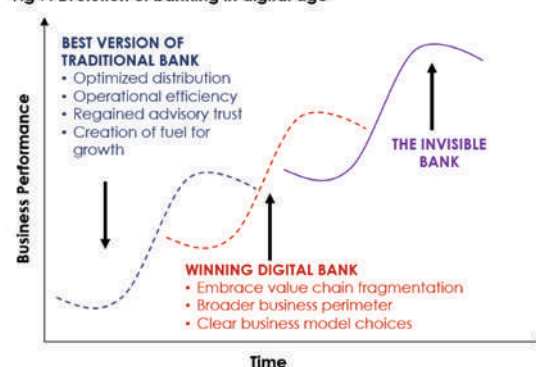 BEST VERSION OF
TRADITIONAL BANK
• Optimized distribution
• Operational efficiency
• Regained advisory trust
• Creation of fuel for
growth
THE INVISIBLE
BANK
WINNING DIGITAL BANK
• Embrace value chain fragmentation
• Broader business perimeter
• Clear business model choices
Business Performance
Time